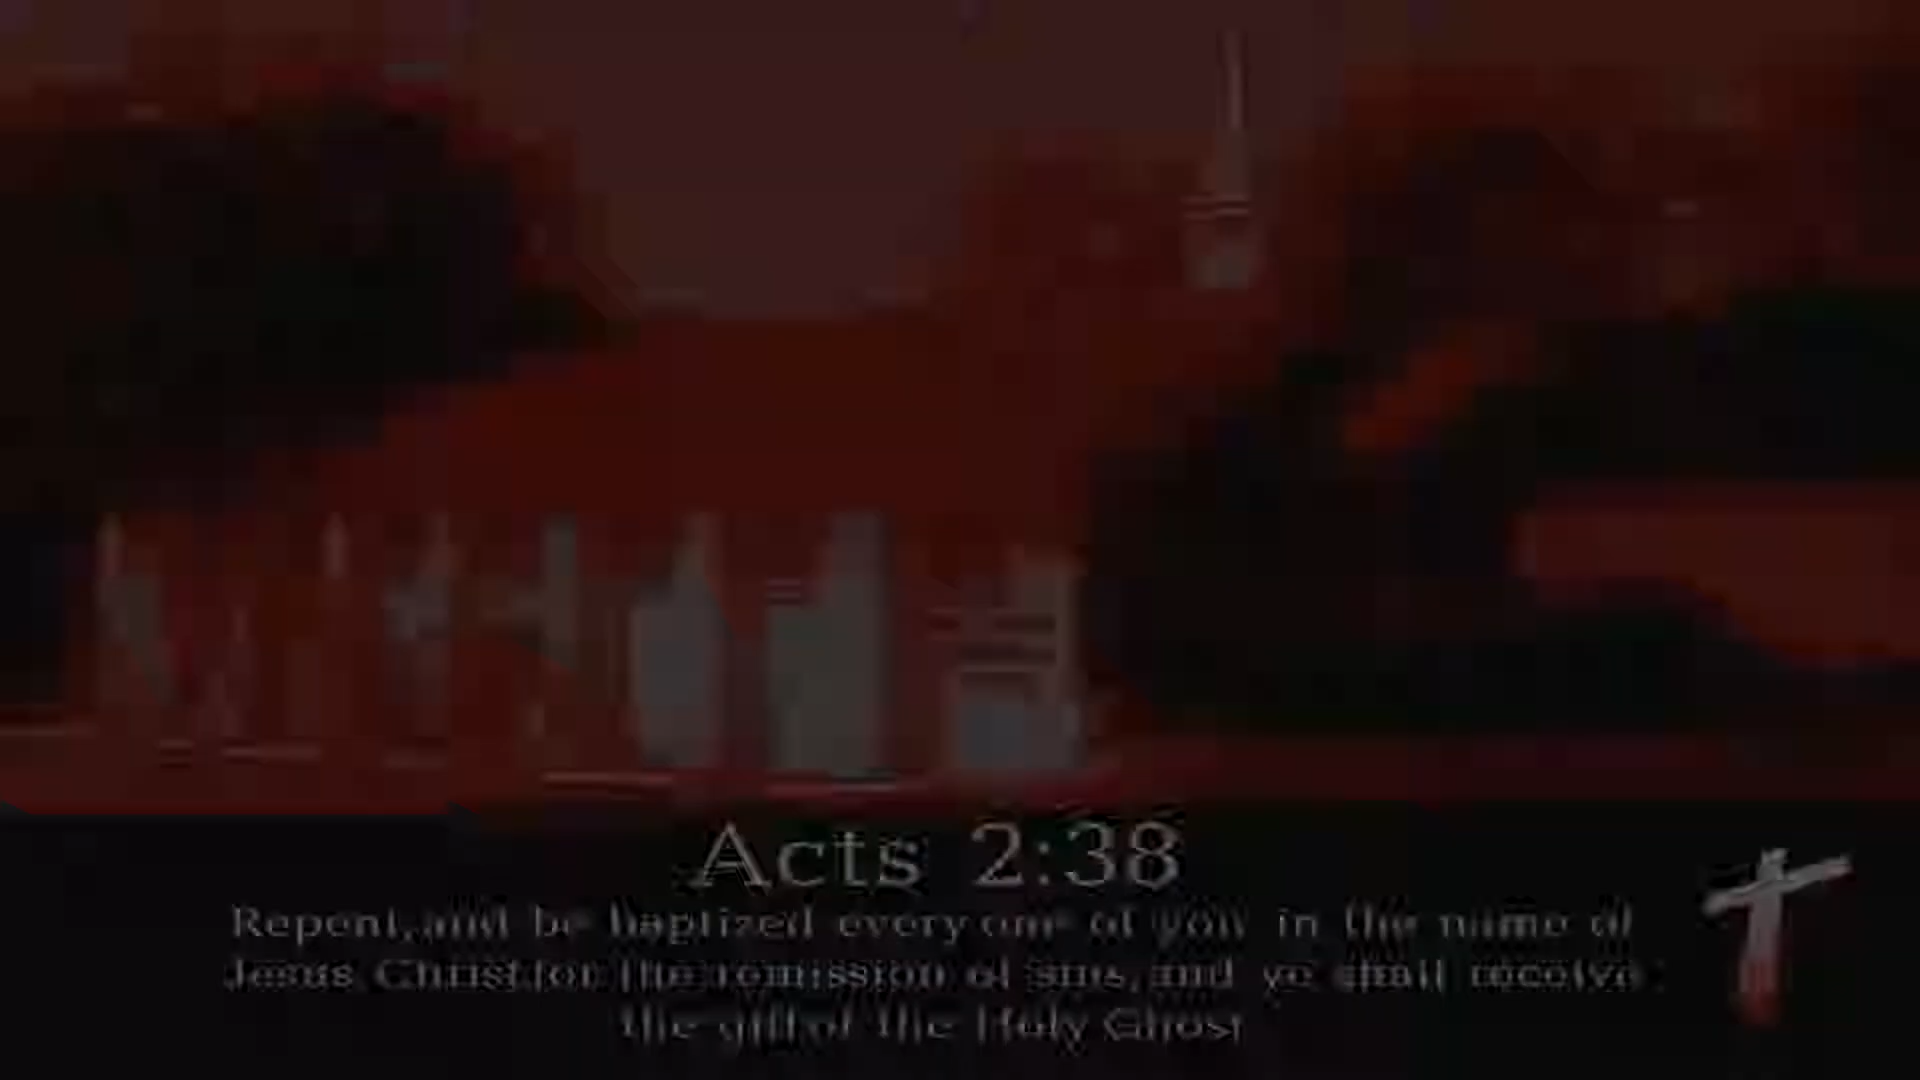 Acts 2:38
Repent, and be baptized every one of you in the name of
Jesus Christ for the remission of sins, and ye shall receive
the gift of the Holy Ghost